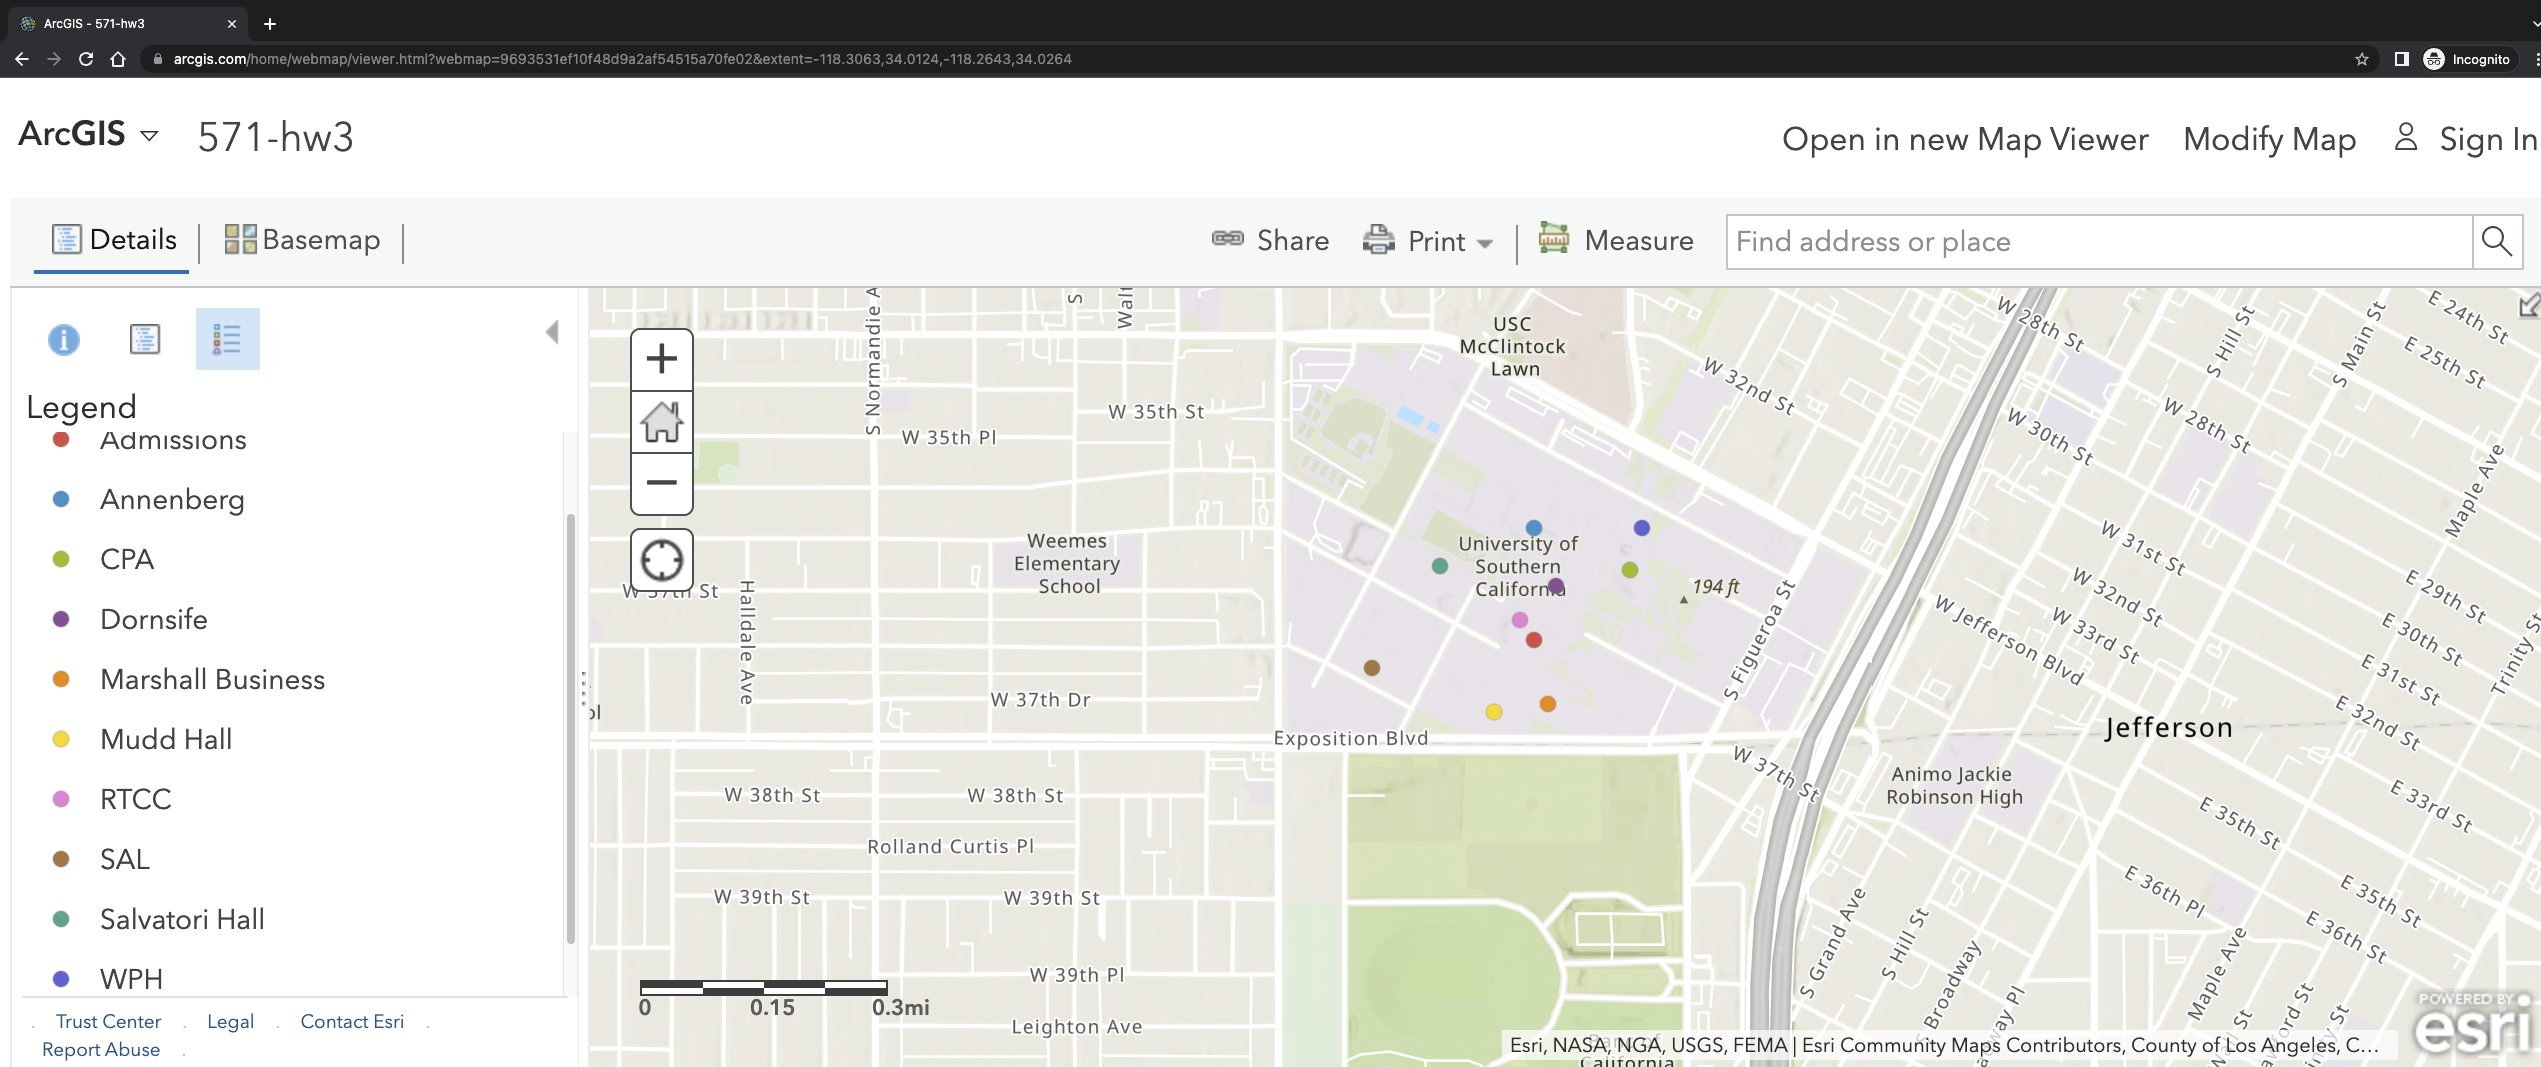 ArcGIS - 571-hw3
arcgis.com/home/webmap/viewer.html?webmap=9693531ef10f48d9a2af54515a70fe02&extent=-118.3063,34.0124,-118.2643,34.0264
Incognito
ArcGIS
571-hw3
Open in new Map Viewer
Modify Map
Sign In
Details
Basemap
Share
Print
Measure
Find address or place
Legend
Admissions
Annenberg
CPA
Dornsife
Marshall Business
Mudd Hall
RTCC
SAL
Salvatori Hall
WPH
Trust Center
Legal
Contact Esri
Report Abuse
S Normandie A
S
Walt
W 35th St
W 35th Pl
Weemes
Elementary
School
W 37th St
Halldale Ave
W 37th Dr
Exposition Blvd
W 38th St
W 38th St
Rolland Curtis Pl
W 39th St
W 39th St
W 39th Pl
Leighton Ave
0
0.15
0.3mi
USC
McClintock
Lawn
University of
Southern
California
194 ft
W 32nd St
S Figueroa St
W 37th St
W 28th St
S Hill St
S Main St
E 24th St
E 25th St
W 30th St
W 28th St
Maple Ave
W 31st St
W 32nd St
W 33rd St
W Jefferson Blvd
E 29th St
E 30th St
E 31st St
E 32nd St
Trinity St
Jefferson
Animo Jackie
Robinson High
E 33rd St
E 35th St
E 36th Pl
E 35th St
E 36th St
Maple Ave
S Grand Ave
S Hill St
S Broadway
California
Esri, NASA, NGA, USGS, FEMA | Esri Community Maps Contributors, County of Los Angeles, C...
POWERED BY
esri